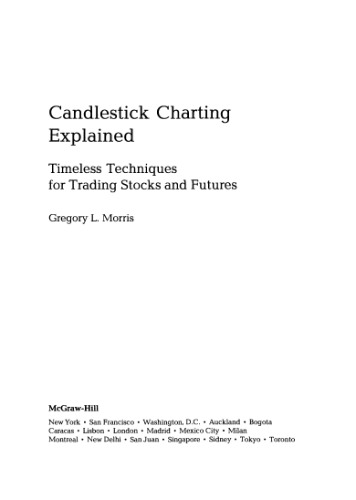 Candlestick Charting
Explained
Timeless Techniques
for Trading Stocks and Futures
Gregory L. Morris
McGraw-Hill
New York • San Francisco • Washington, D.C. • Auckland • Bogota
Caracas • Lisbon • London • Madrid • Mexico City • Milan
Montreal • New Delhi • San Juan • Singapore • Sidney • Tokyo • Toronto